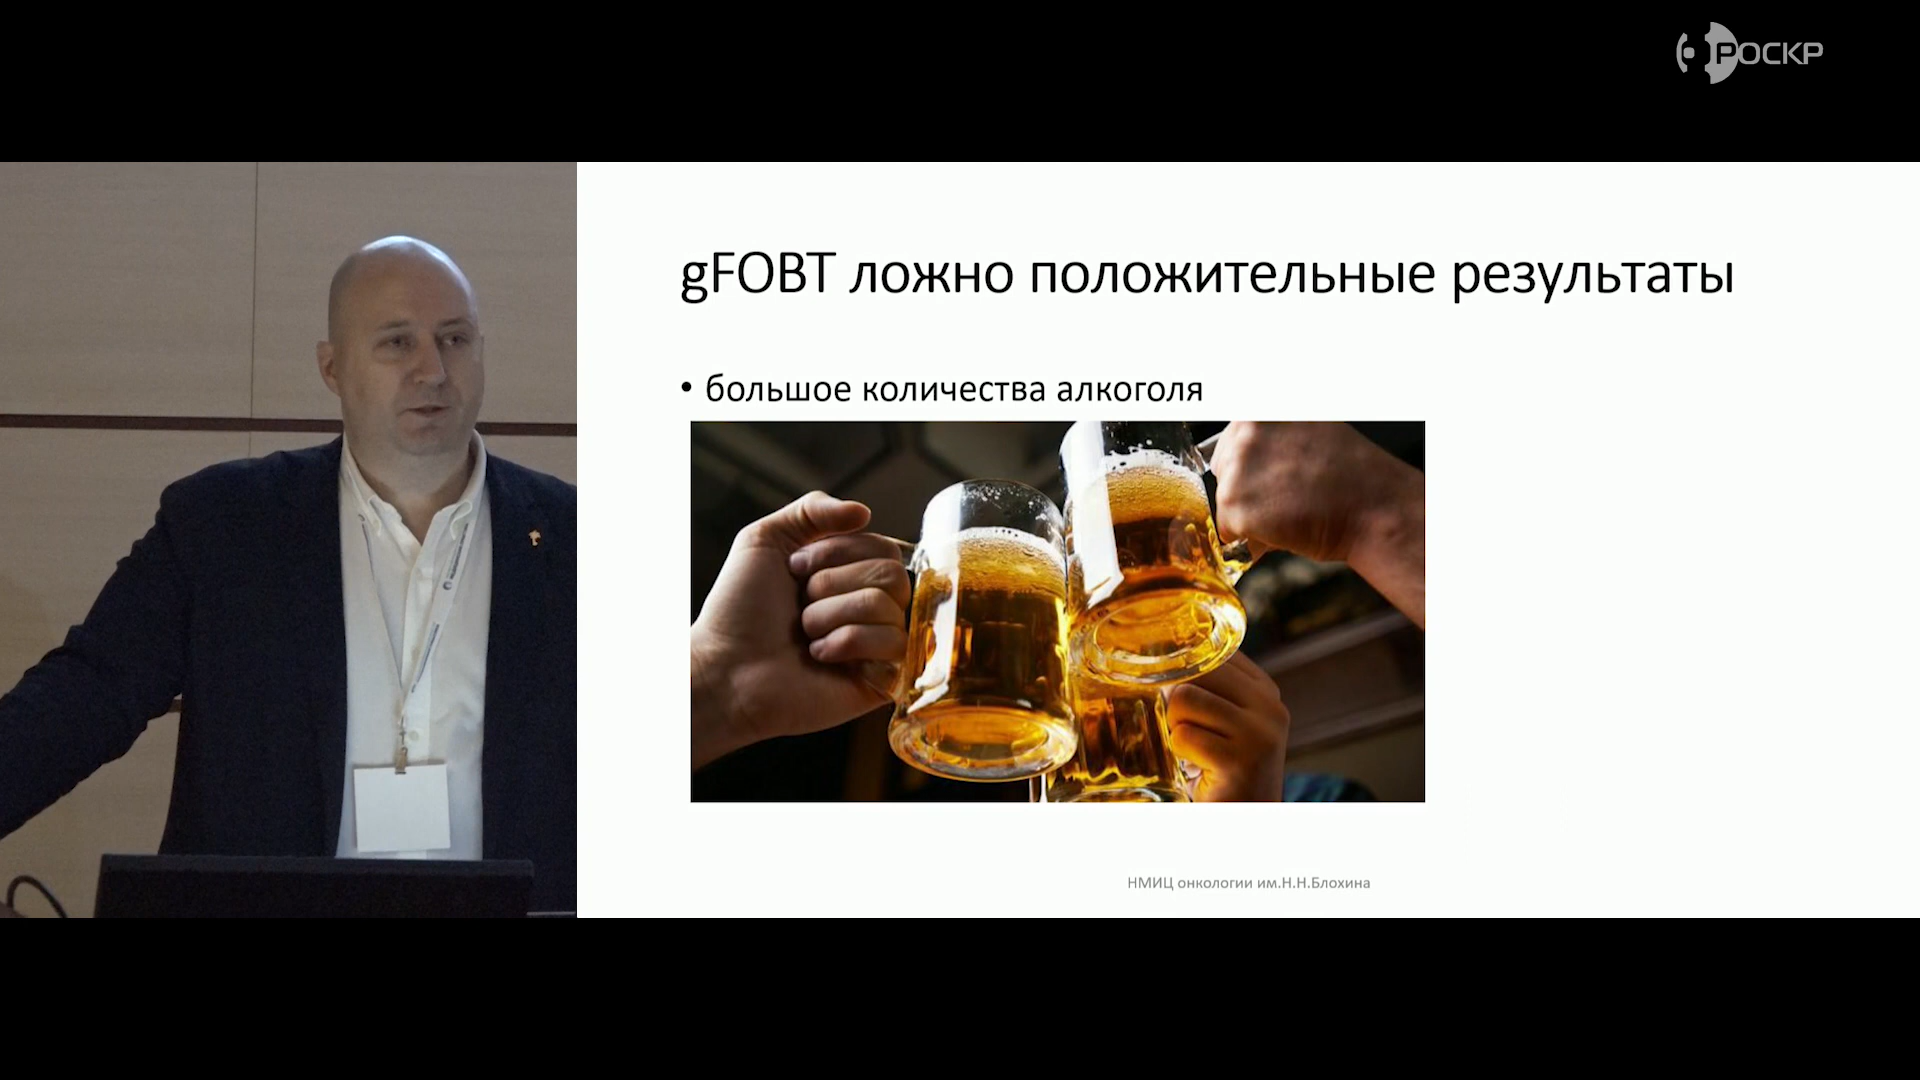 РОСКР
gFOBT ложно положительные результаты
• большое количества алкоголя
НМИЦ онкологии им.Н.Н.Блохина